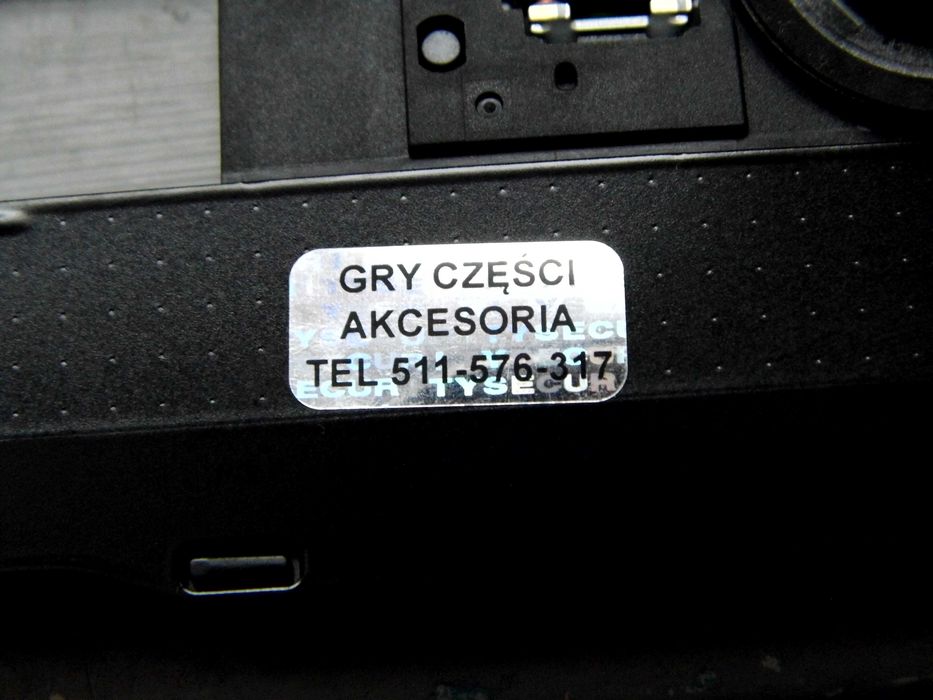 GRY CZĘŚCI
AKCESORIA
TEL 511-576-317